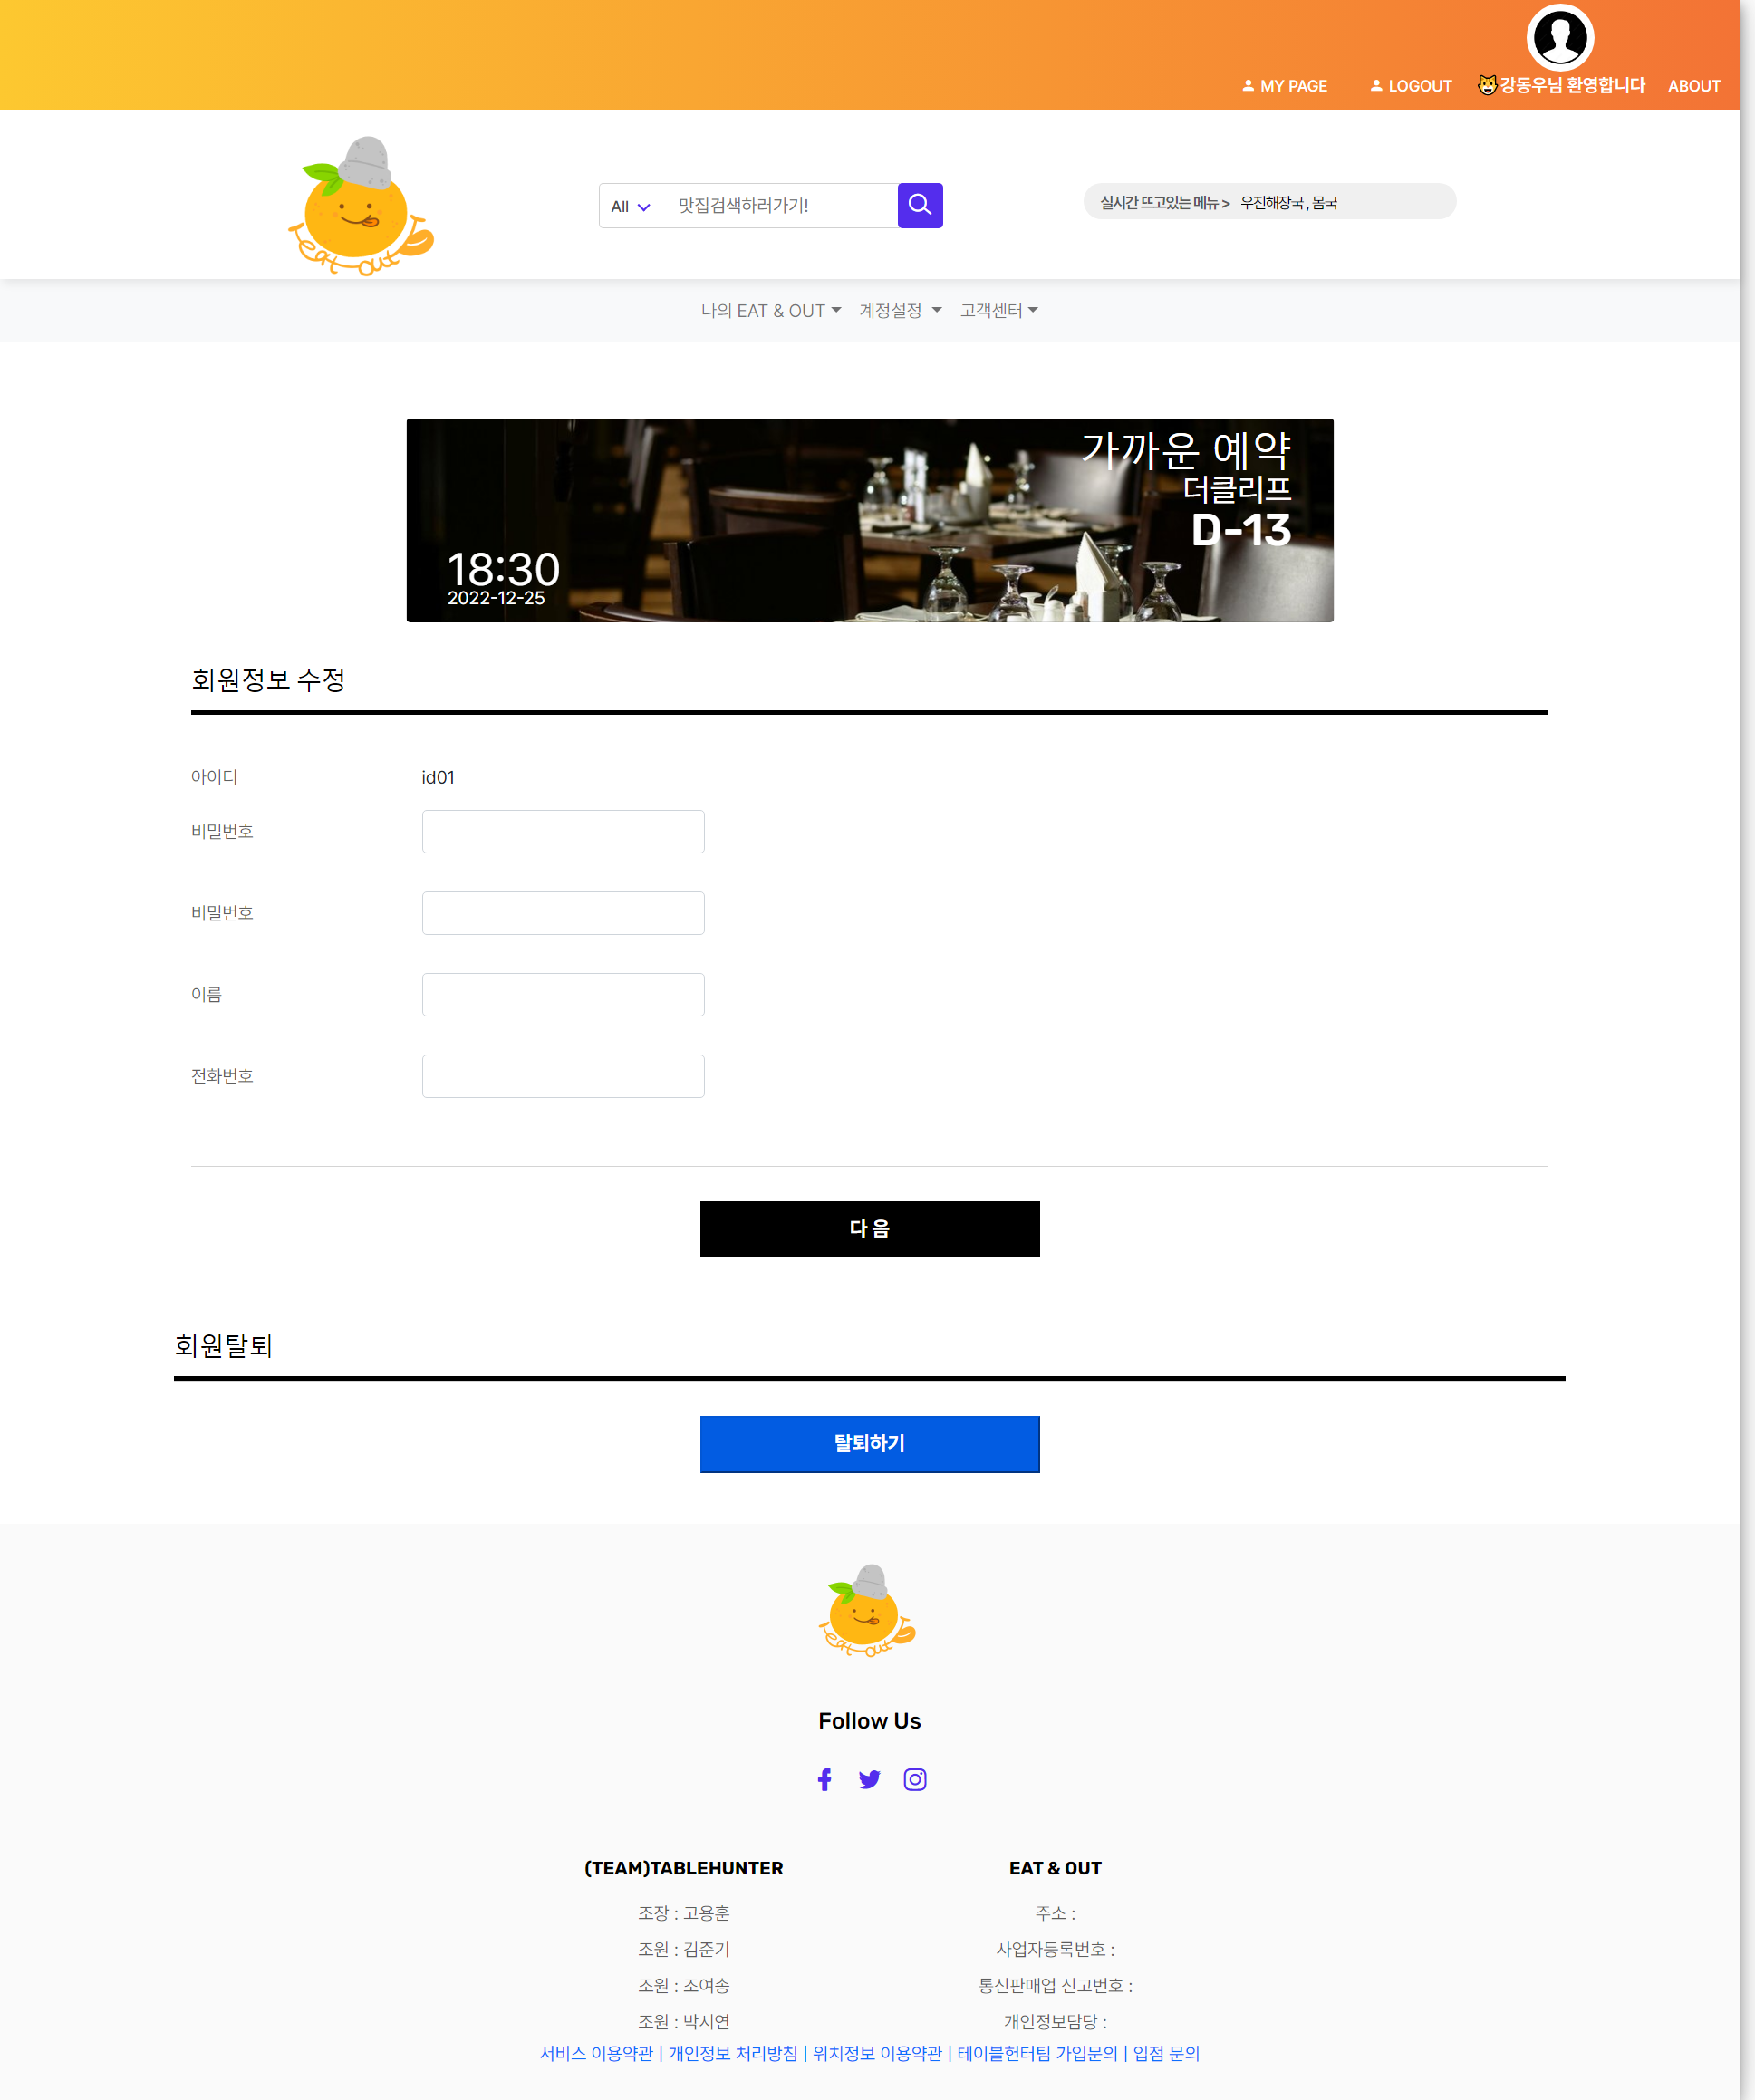 MY PAGE LOGOUT 강동우님 환영합니다 ABOUT
eat out
All 맛집검색하러가기!
실시간 뜨고있는 메뉴 > 우진해장국 , 몸국
나의 EAT & OUT 계정설정 고객센터
가까운 예약
더클리프
D-13
18:30
2022-12-25
회원정보 수정
아이디 id01
비밀번호
비밀번호
이름
전화번호
다 음
회원탈퇴
탈퇴하기
eat out
Follow Us
(TEAM)TABLEHUNTER
조장 : 고용훈
조원 : 김준기
조원 : 조여송
조원 : 박시연
EAT & OUT
주소 :
사업자등록번호 :
통신판매업 신고번호 :
개인정보담당 :
서비스 이용약관 | 개인정보 처리방침 | 위치정보 이용약관 | 테이블헌터팀 가입문의 | 입점 문의